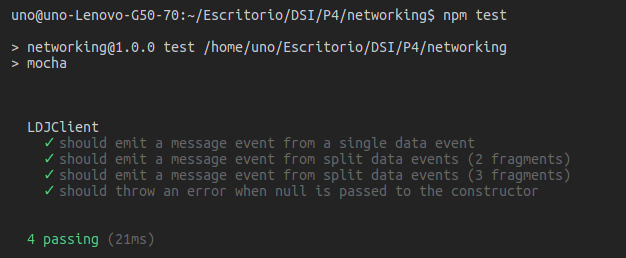 uno@uno-Lenovo-G50-70:~/Escritorio/DSI/P4/networking$ npm test
> networking@1.0.0 test /home/uno/Escritorio/DSI/P4/networking
> mocha
LDJClient
✓ should emit a message event from a single data event
✓ should emit a message event from split data events (2 fragments)
✓ should emit a message event from split data events (3 fragments)
✓ should throw an error when null is passed to the constructor
4 passing (21ms)